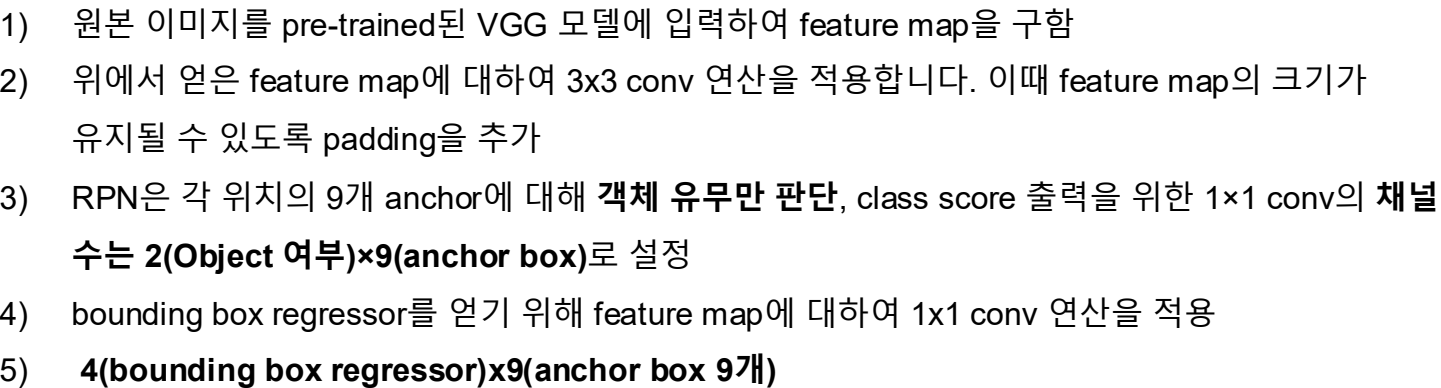 1) 원본 이미지를 pre-trained된 VGG 모델에 입력하여 feature map을 구함
2) 위에서 얻은 feature map에 대하여 3x3 conv 연산을 적용합니다. 이때 feature map의 크기가
유지될 수 있도록 padding을 추가
3) RPN은 각 위치의 9개 anchor에 대해 객체 유무만 판단, class score 출력을 위한 1×1 conv의 채널
수는 2(Object 여부)×9(anchor box)로 설정
4) bounding box regressor를 얻기 위해 feature map에 대하여 1x1 conv 연산을 적용
5) 4(bounding box regressor)x9(anchor box 9개)